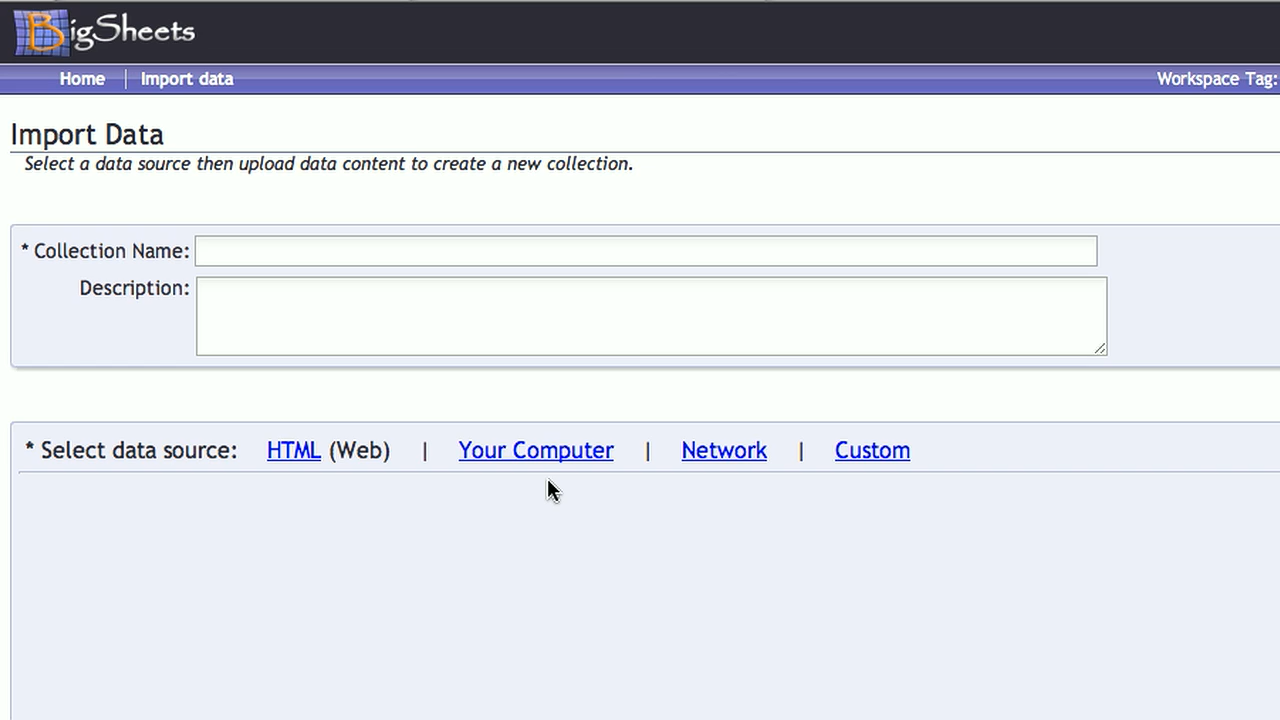 BigSheets
Home | Import data Workspace Tag:
Import Data
Select a data source then upload data content to create a new collection.
* Collection Name:
Description:
* Select data source: HTML (Web) | Your Computer | Network | Custom